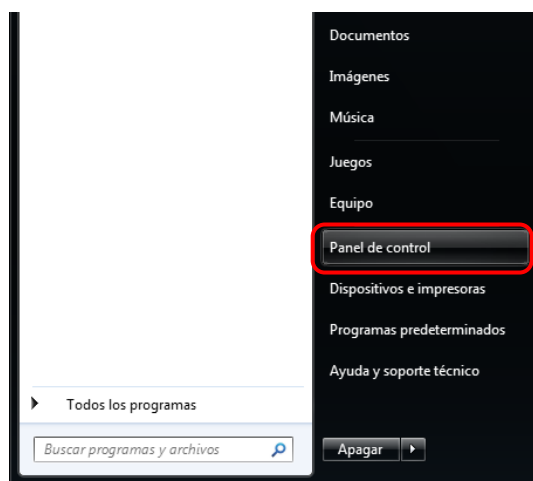 Documentos
Imágenes
Música
Juegos
Equipo
Panel de control
Dispositivos e impresoras
Programas predeterminados
Ayuda y soporte técnico
Todos los programas
Buscar programas y archivos
Apagar